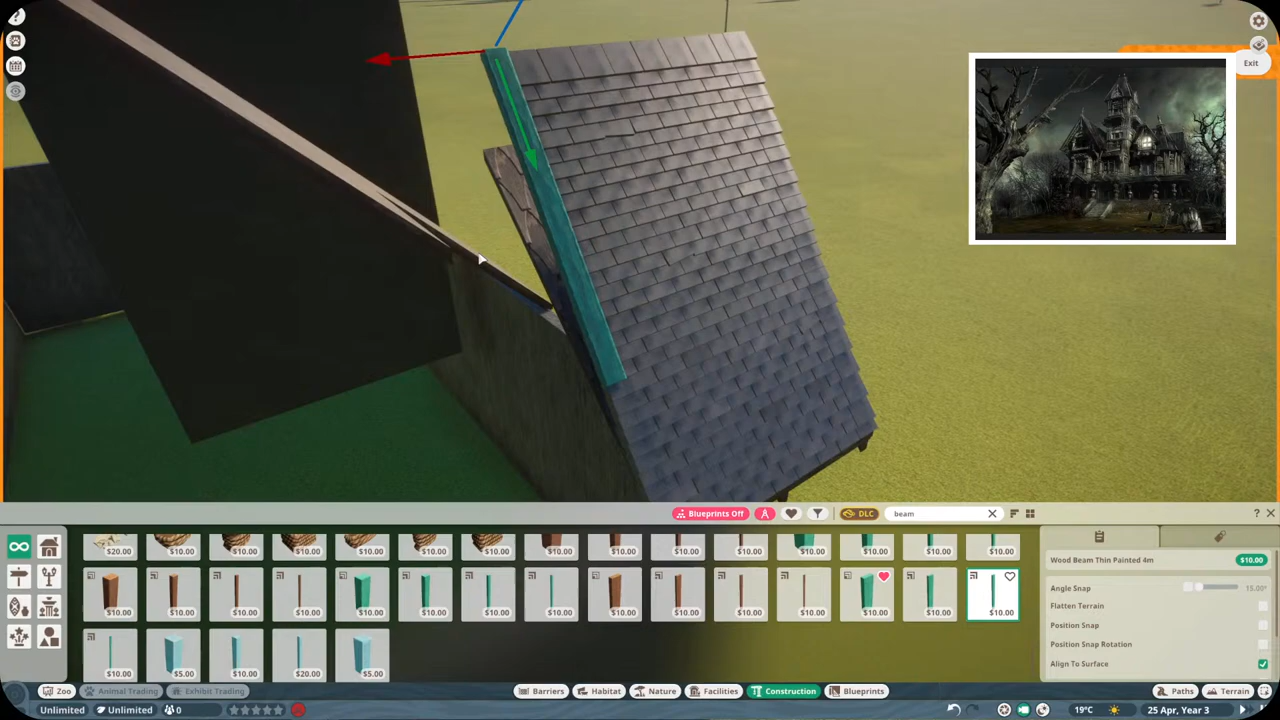 Exit
Blueprints Off
DLC
beam
$20.00 $10.00 $10.00 $10.00 $10.00 $10.00 $10.00 $10.00 $10.00 $10.00 $10.00 $10.00 $10.00 $10.00 $10.00
$10.00 $10.00 $10.00 $10.00 $10.00 $10.00 $10.00 $10.00 $10.00 $10.00 $10.00 $10.00 $10.00 $10.00 $10.00
$10.00 $5.00 $10.00 $20.00 $5.00
Wood Beam Thin Painted 4m $10.00
Angle Snap 15.00°
Flatten Terrain
Position Snap
Position Snap Rotation
Align To Surface
Zoo Animal Trading Exhibit Trading Barriers Habitat Nature Facilities Construction Blueprints Paths Terrain
Unlimited Unlimited 0 19°C 25 Apr, Year 3